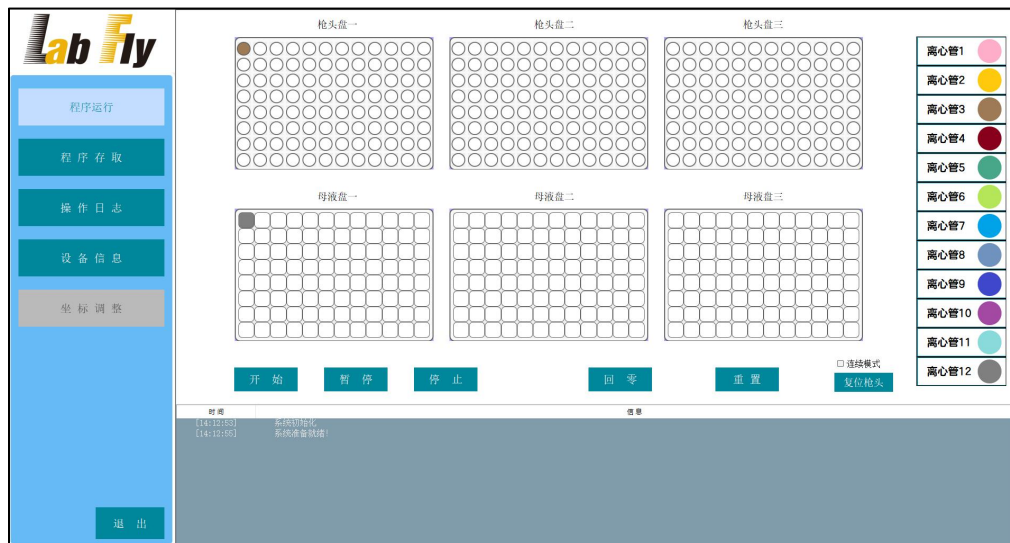 Lab Fly
程序运行
程序存取
操作日志
设备信息
坐标调整
退出
枪头盘一
枪头盘二
枪头盘三
母液盘一
母液盘二
母液盘三
离心管1
离心管2
离心管3
离心管4
离心管5
离心管6
离心管7
离心管8
离心管9
离心管10
离心管11
离心管12
开始
暂停
停止
回零
重置
连续模式
复位枪头
时间 信息
[14:12:53] 系统初始化
[14:12:55] 系统准备就绪!